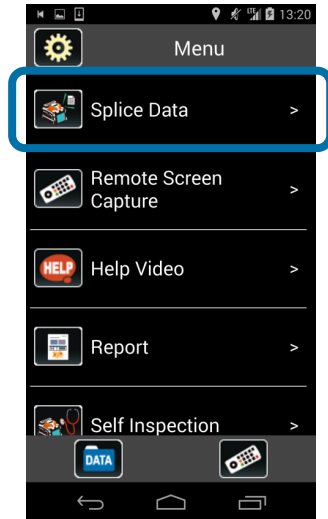 13:20
Menu
Splice Data >
Remote Screen
Capture >
HELP Help Video >
Report >
Self Inspection >
DATA